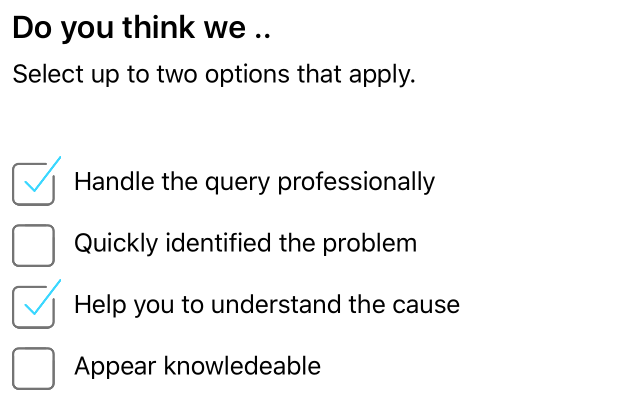 Do you think we ..
Select up to two options that apply.
Handle the query professionally
Quickly identified the problem
Help you to understand the cause
Appear knowledeable